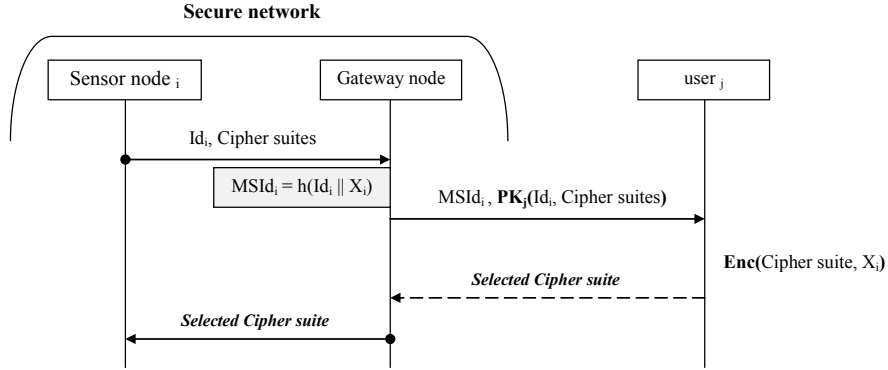 Secure network
Sensor node i
Gateway node
user j
Idi, Cipher suites
MSIdi = h(Idi || Xi)
MSIdi , PKj(Idi, Cipher suites)
Enc(Cipher suite, Xi)
Selected Cipher suite
Selected Cipher suite